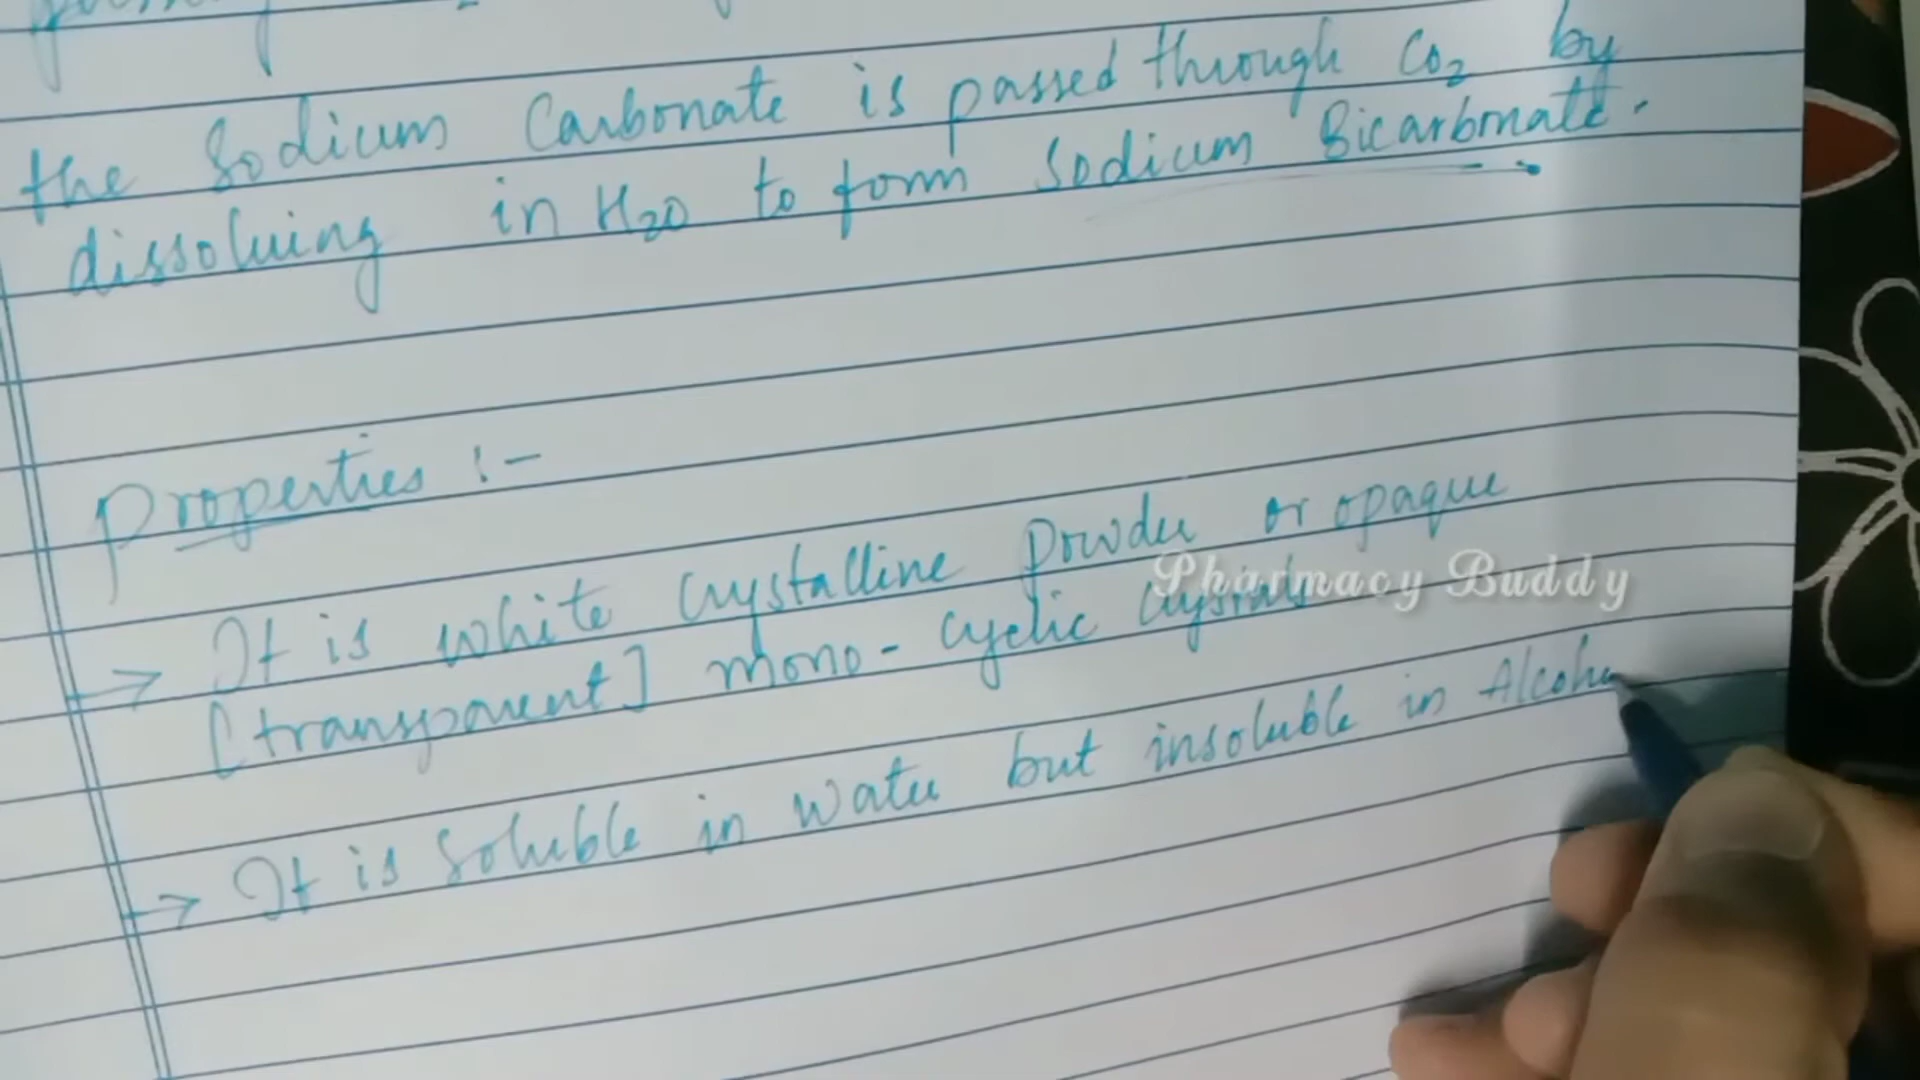 the Sodium Carbonate is passed through CO2 by
dissolving in H2O to form Sodium Bicarbonate.
Properties :-
→ It is white crystalline powder or opaque
[transparent] mono-cyclic crystals
Pharmacy Buddy
→ It is soluble in water but insoluble in Alcoho